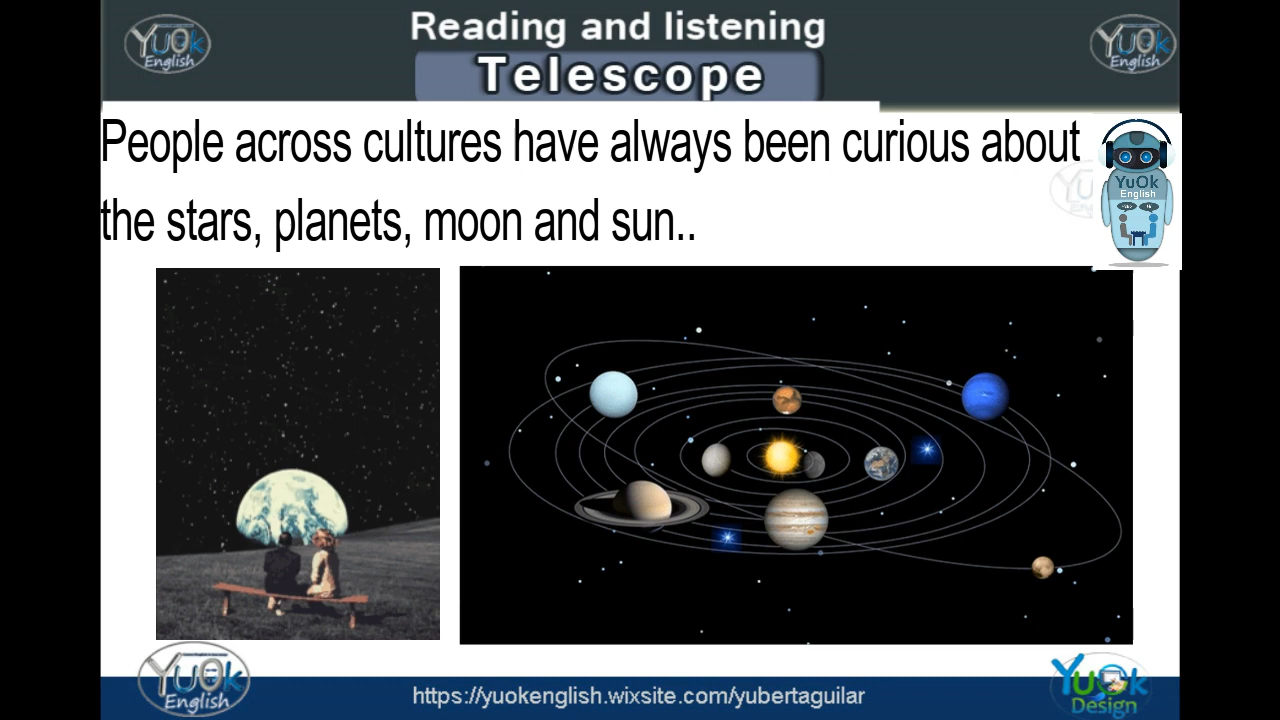 Reading and listening
Telescope
YuOk
English
YuOk
English
People across cultures have always been curious about
the stars, planets, moon and sun..
YuOk
English
YuOk
English
https://yuokenglish.wixsite.com/yubertaguilar
YuOk
Design